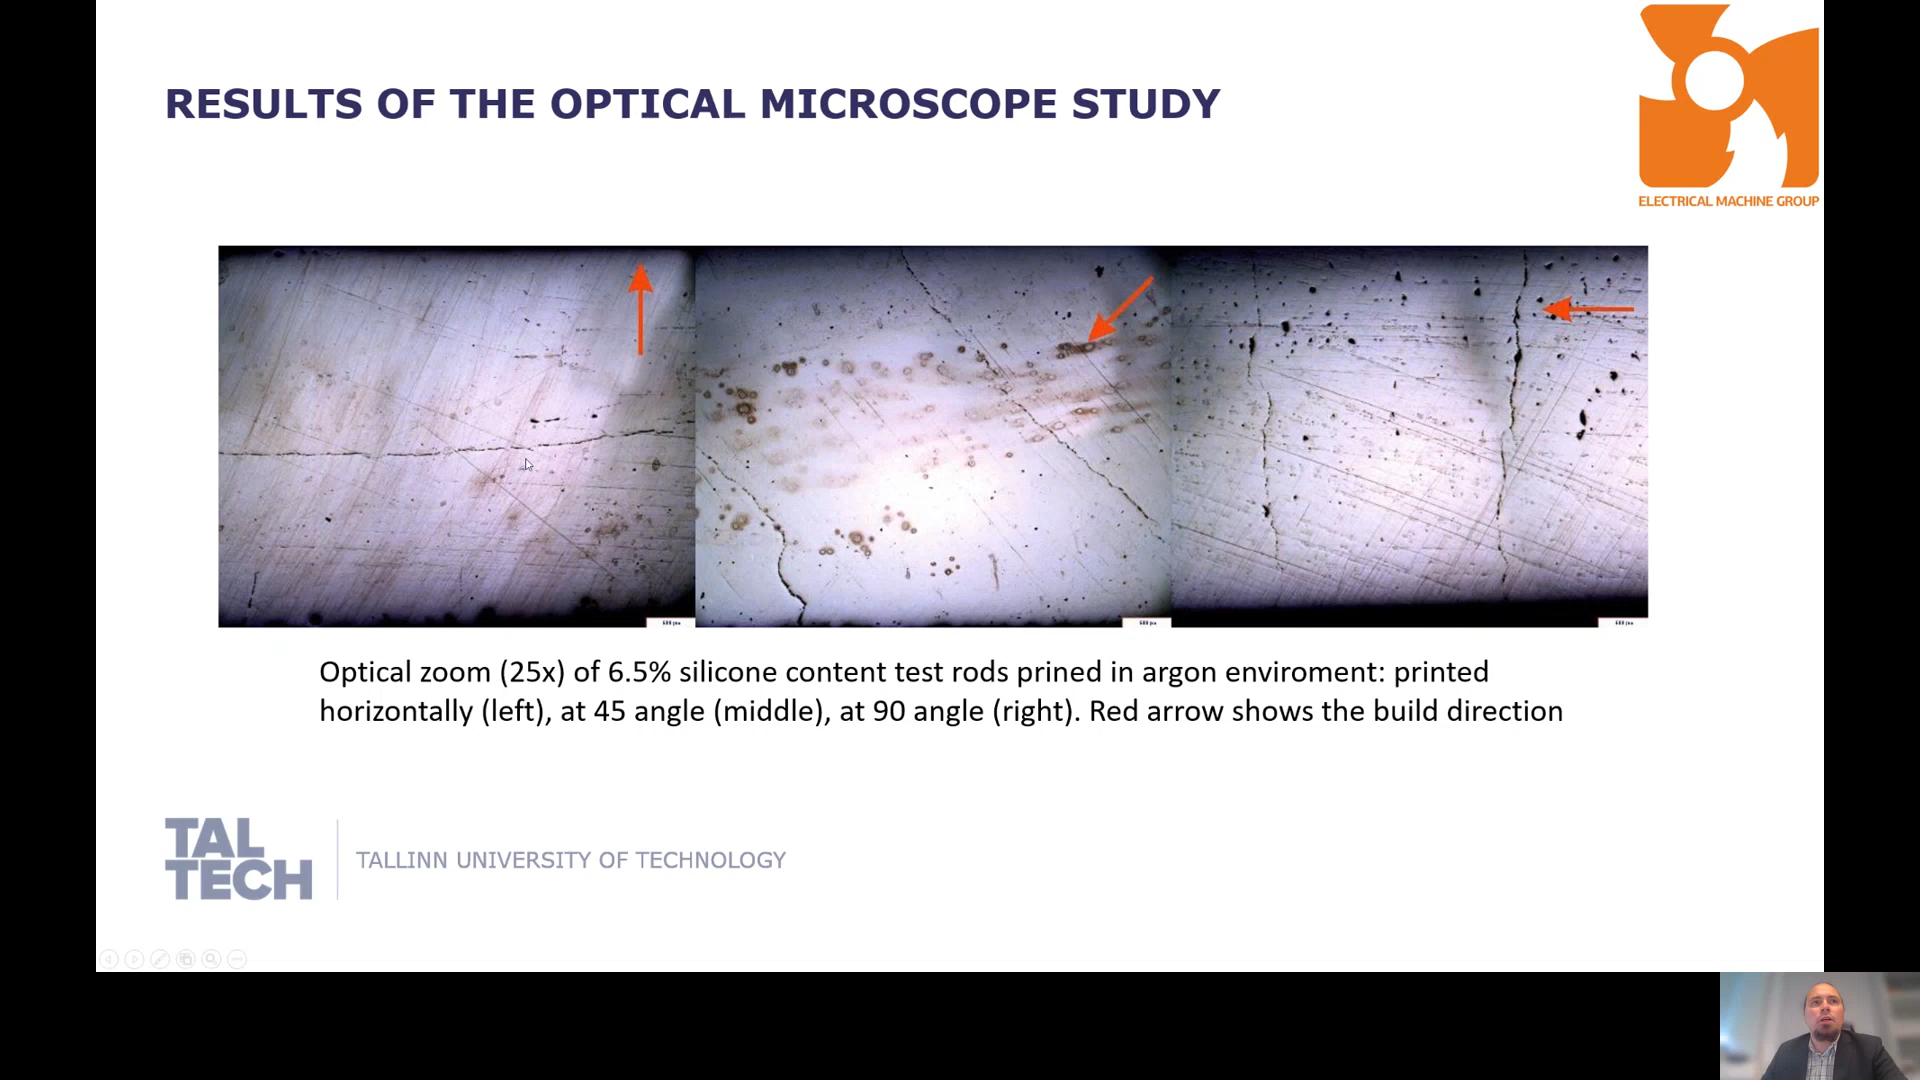 RESULTS OF THE OPTICAL MICROSCOPE STUDY
ELECTRICAL MACHINE GROUP
Optical zoom (25x) of 6.5% silicone content test rods prined in argon enviroment: printed
horizontally (left), at 45 angle (middle), at 90 angle (right). Red arrow shows the build direction
TAL
TECH
TALLINN UNIVERSITY OF TECHNOLOGY